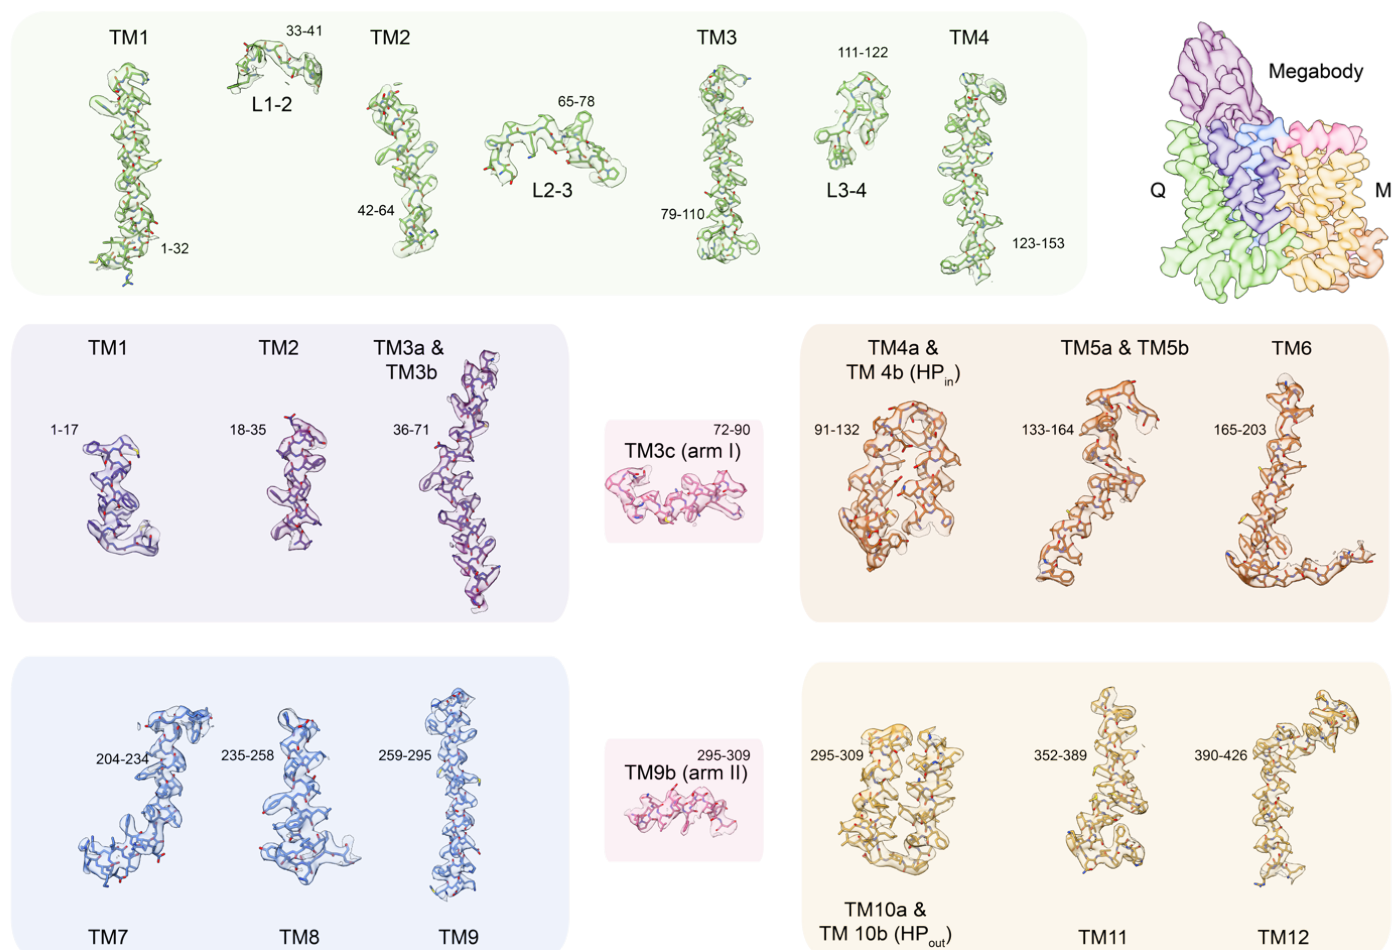 TM1
33-41
L1-2
TM2
65-78
L2-3
TM3
111-122
L3-4
TM4
1-32
42-64
79-110
123-153
Megabody
Q
M
TM1
TM2
TM3a &
TM3b
1-17
18-35
36-71
72-90
TM3c (arm I)
TM4a &
TM 4b (HPin)
TM5a & TM5b
TM6
91-132
133-164
165-203
204-234
235-258
259-295
TM7
TM8
TM9
295-309
TM9b (arm II)
295-309
352-389
390-426
TM10a &
TM 10b (HPout)
TM11
TM12